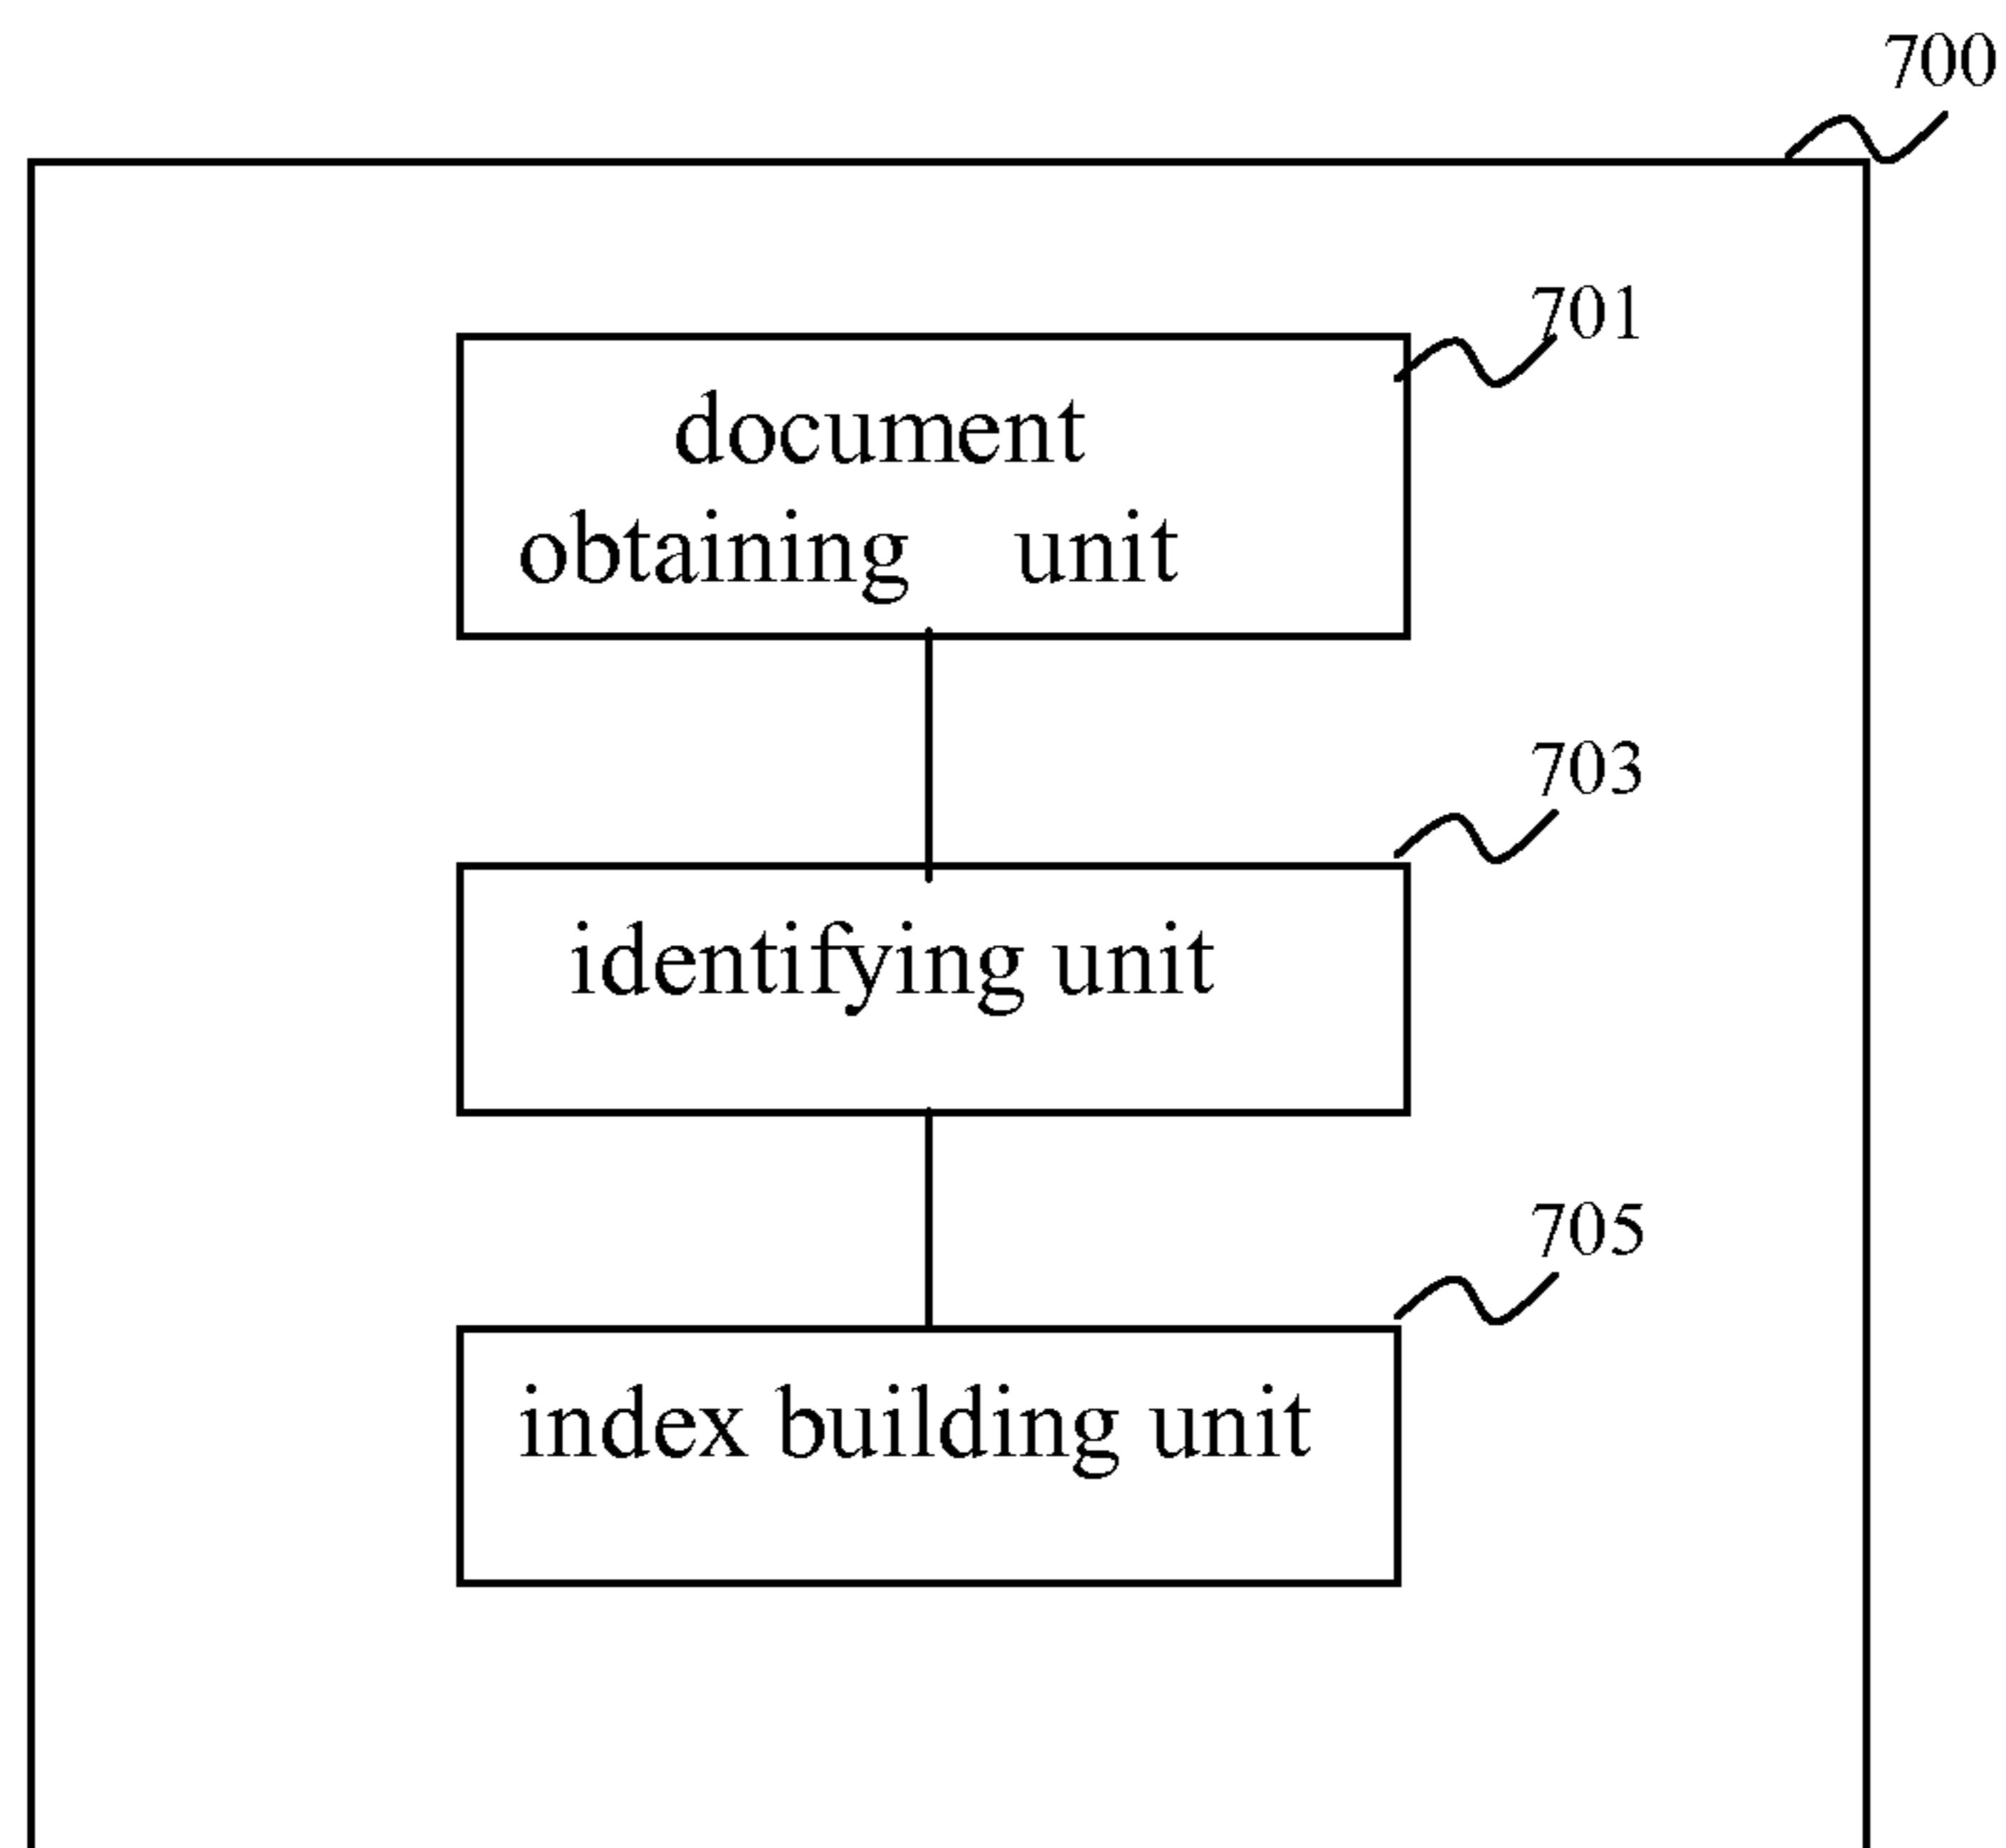 700
701
document
obtaining unit
703
identifying unit
705
index building unit